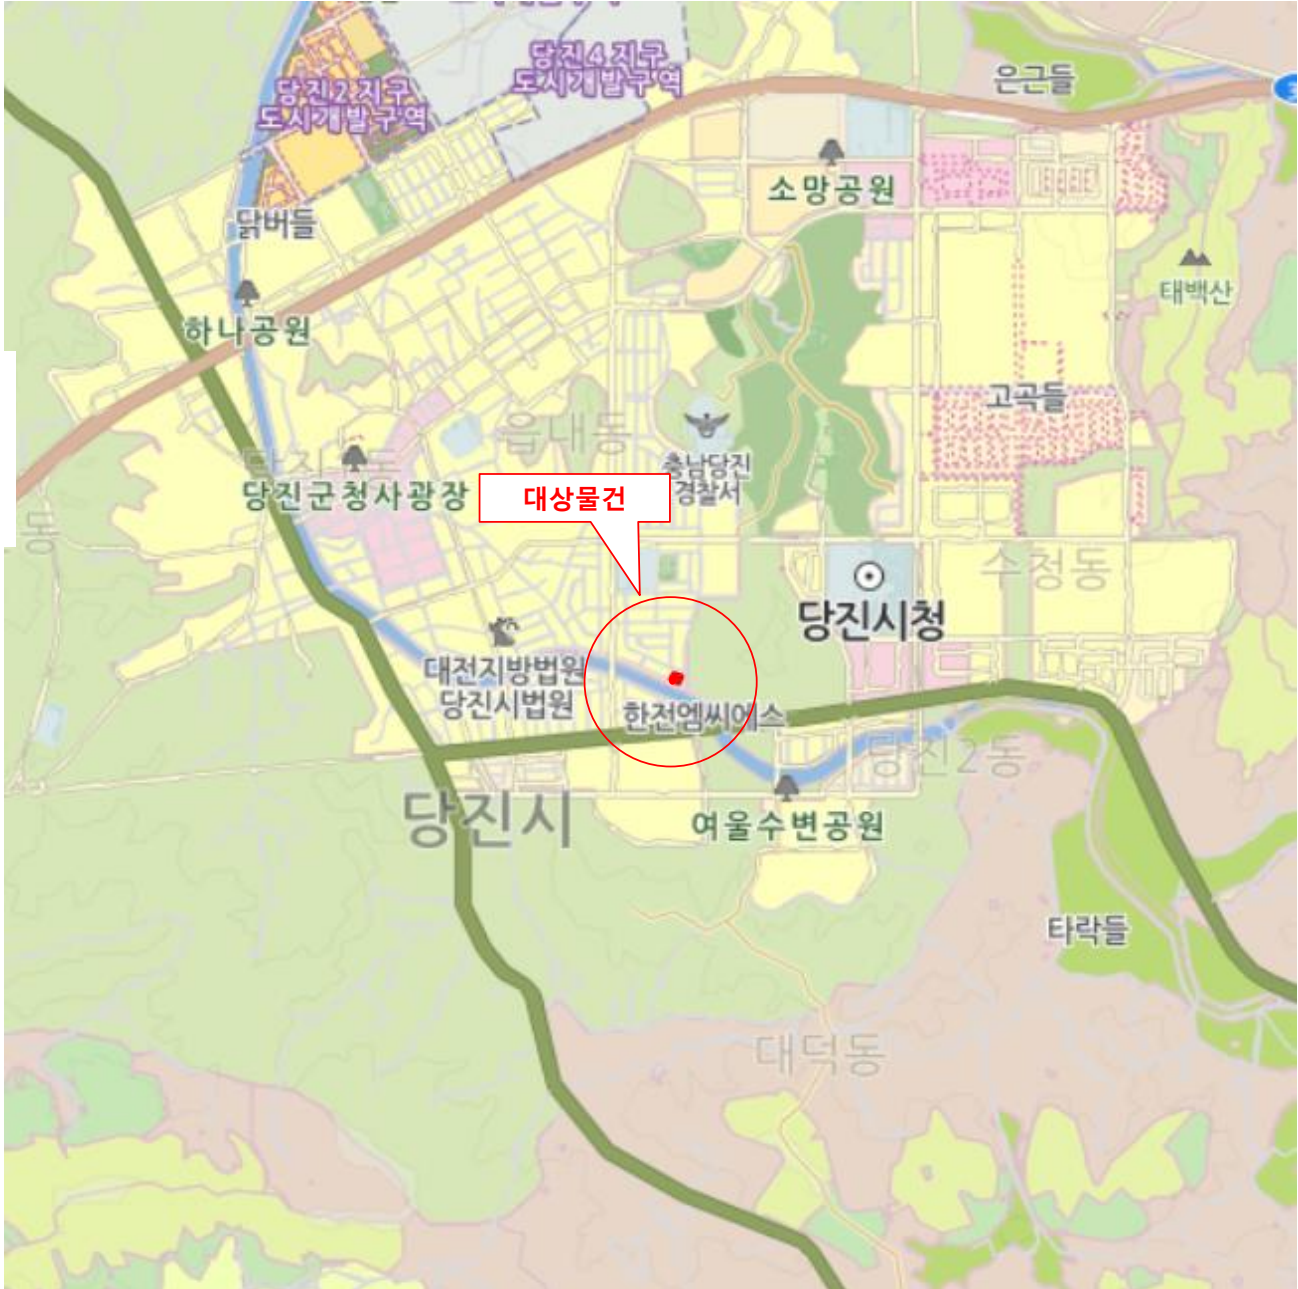 당진4지구
도시개발구역
당진2지구
도시개발구역
은근들
소망공원
닭버들
태백산
하나공원
고곡들
읍내동
충남당진
경찰서
당진군청사광장
대상물건
동
수청동
당진시청
대전지방법원
당진시법원
한전엠씨에스
당진2동
당진시
여울수변공원
타락들
대덕동